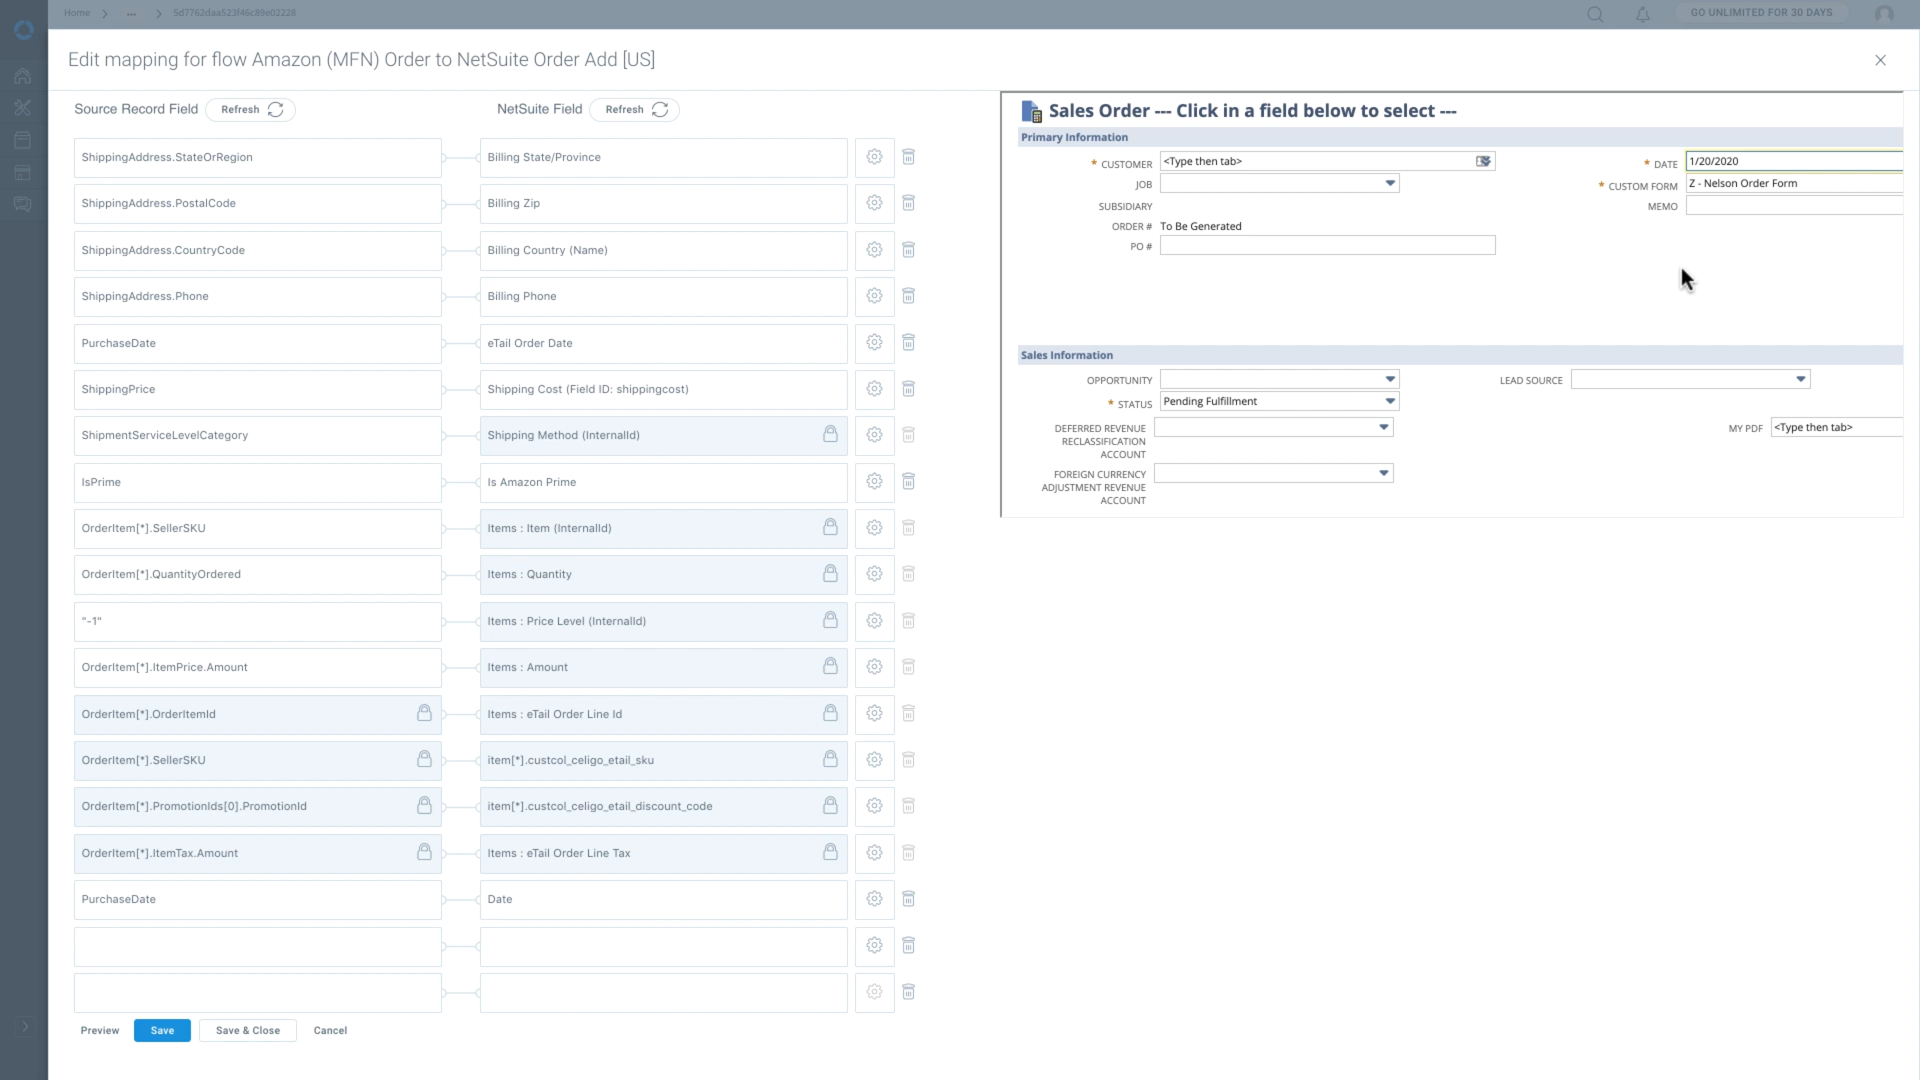 Home
...
5d7762daa523f46c89e02228
GO UNLIMITED FOR 30 DAYS
Edit mapping for flow Amazon (MFN) Order to NetSuite Order Add [US]
Source Record Field Refresh
NetSuite Field Refresh
ShippingAddress.StateOrRegion Billing State/Province
ShippingAddress.PostalCode Billing Zip
ShippingAddress.CountryCode Billing Country (Name)
ShippingAddress.Phone Billing Phone
PurchaseDate eTail Order Date
ShippingPrice Shipping Cost (Field ID: shippingcost)
ShipmentServiceLevelCategory Shipping Method (InternalId)
IsPrime Is Amazon Prime
OrderItem[*].SellerSKU Items : Item (InternalId)
OrderItem[*].QuantityOrdered Items : Quantity
"-1" Items : Price Level (InternalId)
OrderItem[*].ItemPrice.Amount Items : Amount
OrderItem[*].OrderItemId Items : eTail Order Line Id
OrderItem[*].SellerSKU item[*].custcol_celigo_etail_sku
OrderItem[*].PromotionIds[0].PromotionId item[*].custcol_celigo_etail_discount_code
OrderItem[*].ItemTax.Amount Items : eTail Order Line Tax
PurchaseDate Date
Preview Save Save & Close Cancel
Sales Order --- Click in a field below to select ---
Primary Information
* CUSTOMER <Type then tab>
JOB
SUBSIDIARY
ORDER # To Be Generated
PO #
* DATE 1/20/2020
* CUSTOM FORM Z - Nelson Order Form
MEMO
Sales Information
OPPORTUNITY
* STATUS Pending Fulfillment
DEFERRED REVENUE
RECLASSIFICATION
ACCOUNT
FOREIGN CURRENCY
ADJUSTMENT REVENUE
ACCOUNT
LEAD SOURCE
MY PDF <Type then tab>